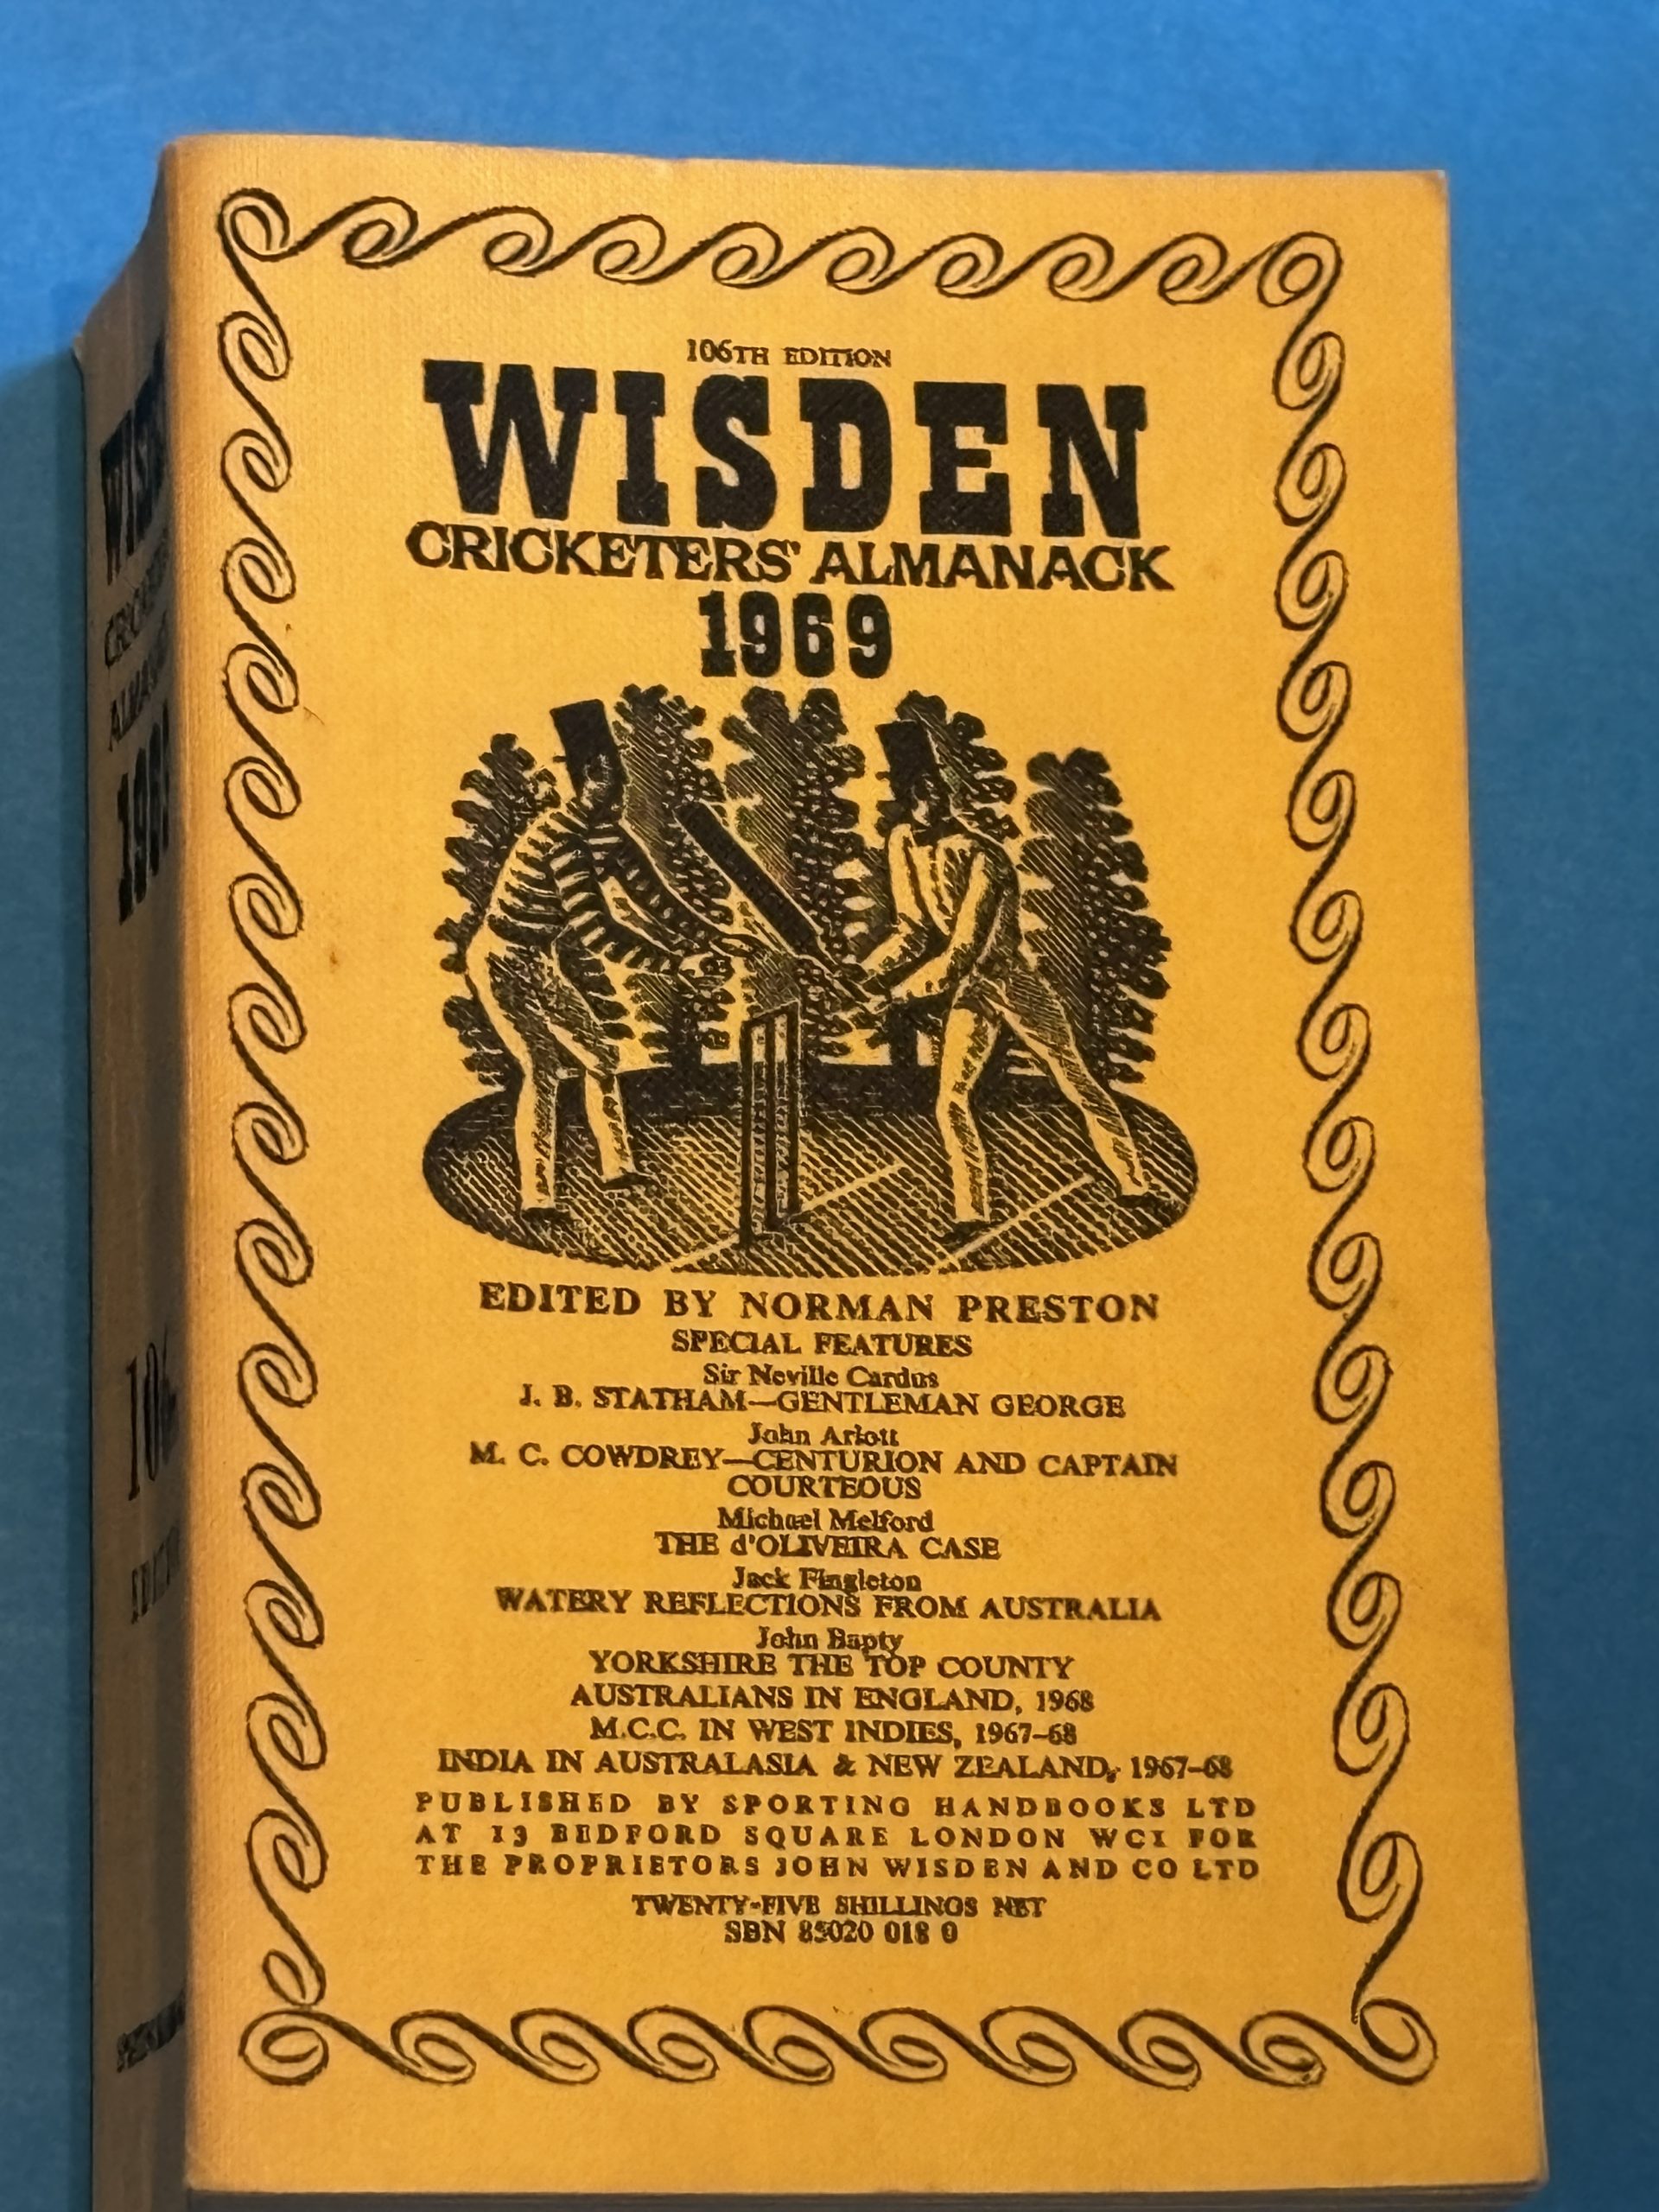 106TH EDITION
WISDEN
CRICKETERS' ALMANACK
1969
EDITED BY NORMAN PRESTON
SPECIAL FEATURES
Sir Neville Cardus
J. B. STATHAM—GENTLEMAN GEORGE
John Arlott
M. C. COWDREY—CENTURION AND CAPTAIN
COURTEOUS
Michael Melford
THE d'OLIVEIRA CASE
Jack Fingleton
WATERY REFLECTIONS FROM AUSTRALIA
John Bapty
YORKSHIRE THE TOP COUNTY
AUSTRALIANS IN ENGLAND, 1968
M.C.C. IN WEST INDIES, 1967–68
INDIA IN AUSTRALASIA & NEW ZEALAND, 1967–68
PUBLISHED BY SPORTING HANDBOOKS LTD
AT 13 BEDFORD SQUARE LONDON WC1 FOR
THE PROPRIETORS JOHN WISDEN AND CO LTD
TWENTY-FIVE SHILLINGS NET
SBN 85020 018 0
WISDEN
CRICKETERS'
ALMANACK
1969